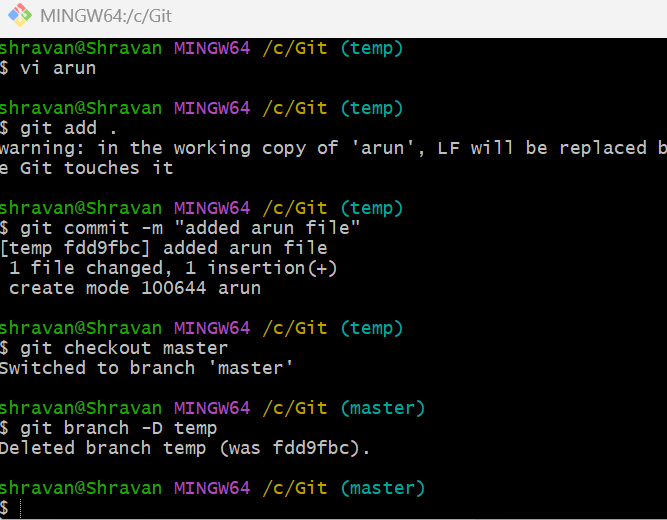 MINGW64:/c/Git
shravan@Shravan MINGW64 /c/Git (temp)
$ vi arun
shravan@Shravan MINGW64 /c/Git (temp)
$ git add .
warning: in the working copy of 'arun', LF will be replaced b
e Git touches it
shravan@Shravan MINGW64 /c/Git (temp)
$ git commit -m "added arun file"
[temp fdd9fbc] added arun file
 1 file changed, 1 insertion(+)
 create mode 100644 arun
shravan@Shravan MINGW64 /c/Git (temp)
$ git checkout master
Switched to branch 'master'
shravan@Shravan MINGW64 /c/Git (master)
$ git branch -D temp
Deleted branch temp (was fdd9fbc).
shravan@Shravan MINGW64 /c/Git (master)
$